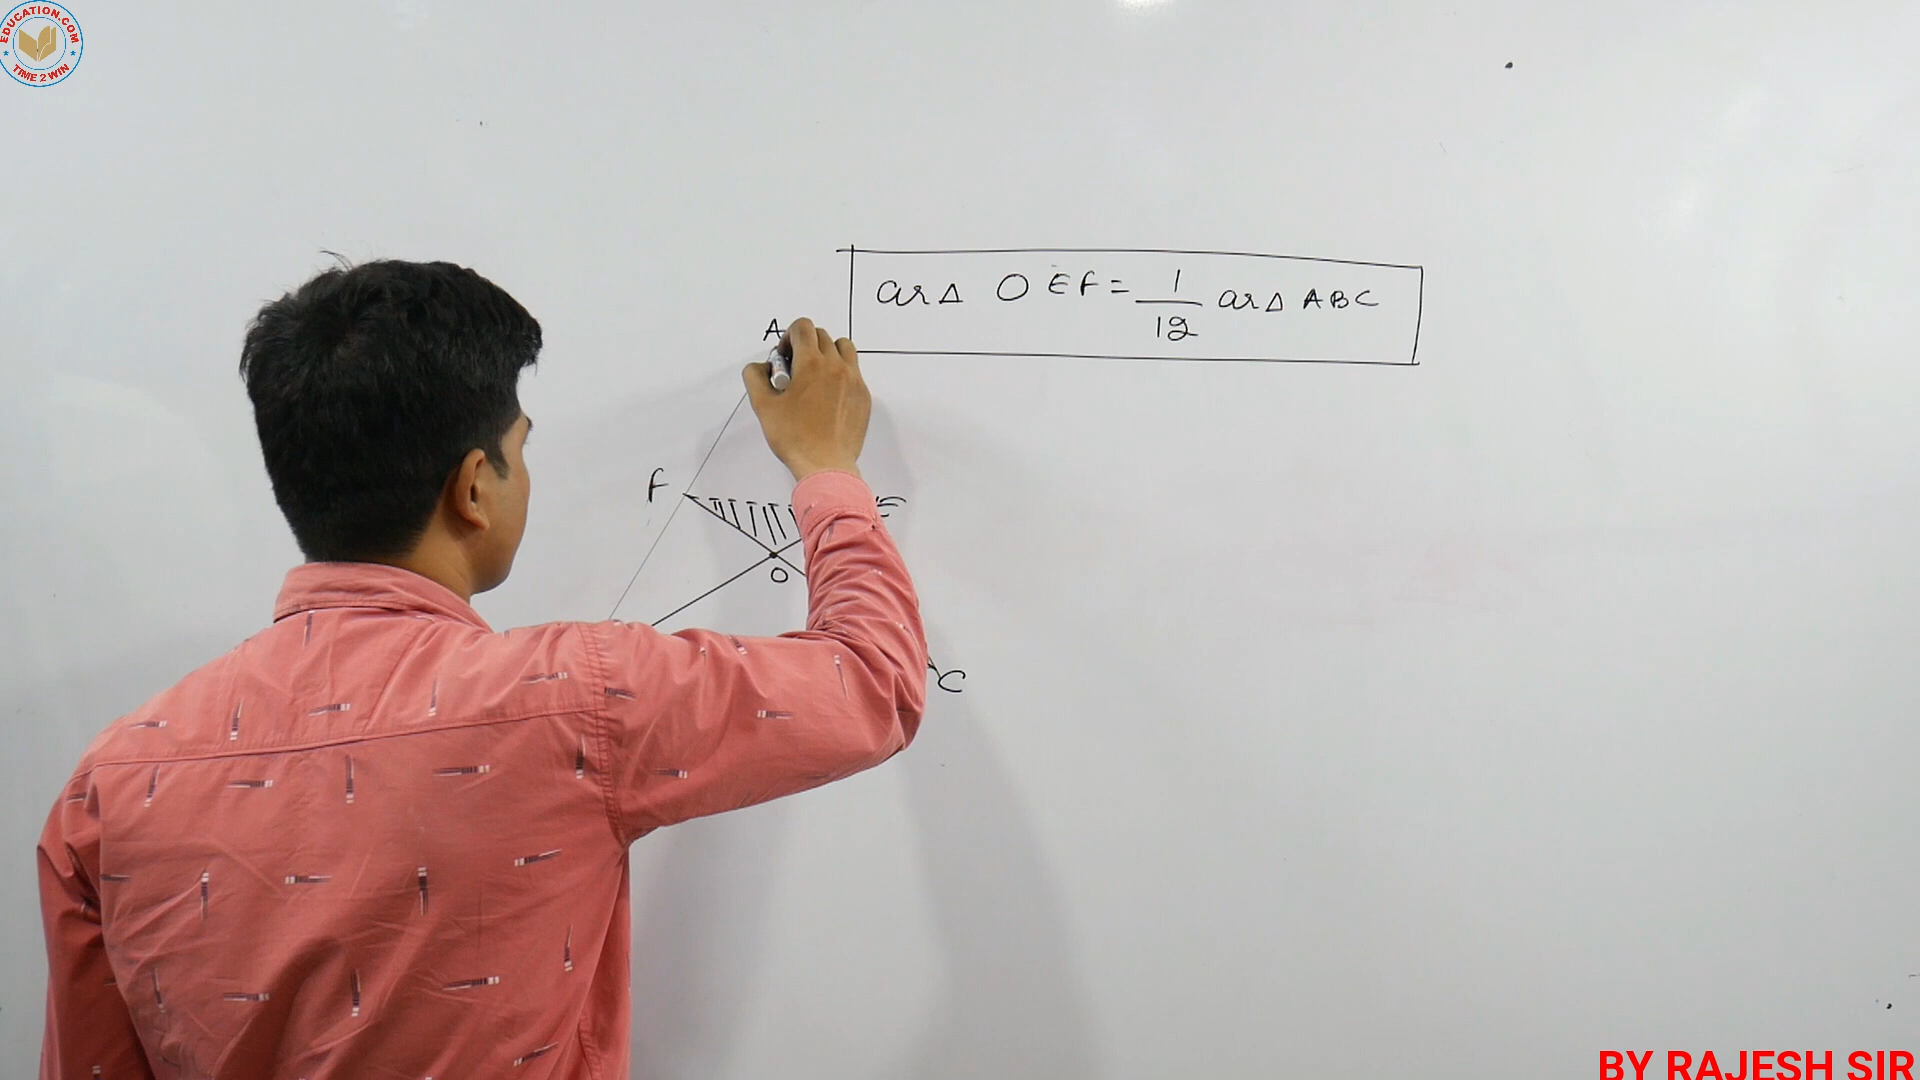 EDUCATION.COM
TIME 2 WIN
ar△ OEF = 1/12 ar△ ABC
A
F
E
O
C
BY RAJESH SIR